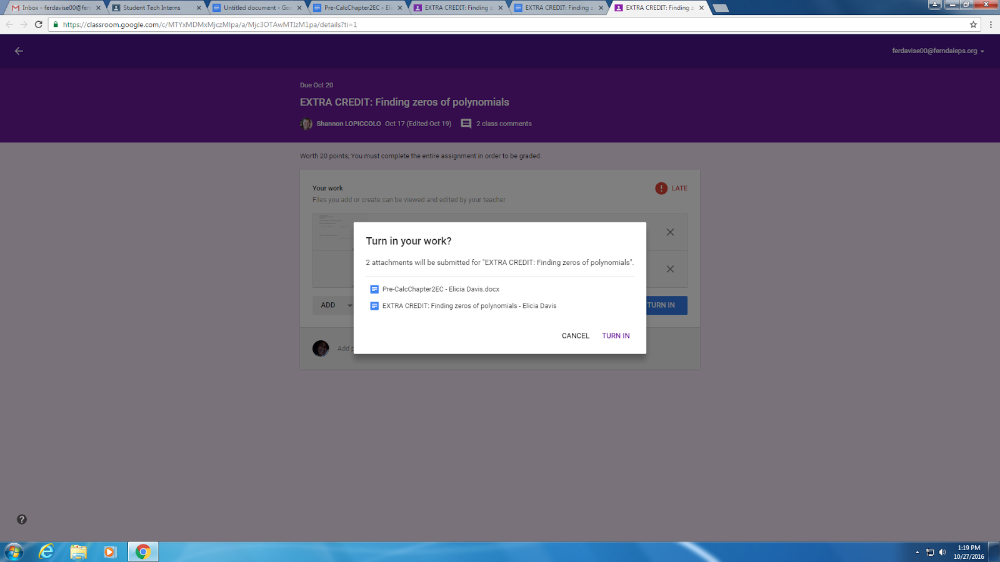 Inbox - ferdavise00@fer
Student Tech Interns
Untitled document - Goo
Pre-CalcChapter2EC - Eli
EXTRA CREDIT: Finding z
EXTRA CREDIT: Finding z
EXTRA CREDIT: Finding z
https://classroom.google.com/c/MTYxMDMxMjczMlpa/a/Mjc3OTAwMTIzM1pa/details?ti=1
ferdavise00@ferndaleps.org
Due Oct 20
EXTRA CREDIT: Finding zeros of polynomials
Shannon LOPICCOLO Oct 17 (Edited Oct 19) 2 class comments
Worth 20 points; You must complete the entire assignment in order to be graded.
Your work
LATE
Files you add or create can be viewed and edited by your teacher
Turn in your work?
2 attachments will be submitted for "EXTRA CREDIT: Finding zeros of polynomials".
Pre-CalcChapter2EC - Elicia Davis.docx
EXTRA CREDIT: Finding zeros of polynomials - Elicia Davis
ADD
TURN IN
CANCEL TURN IN
Add p
1:19 PM
10/27/2016